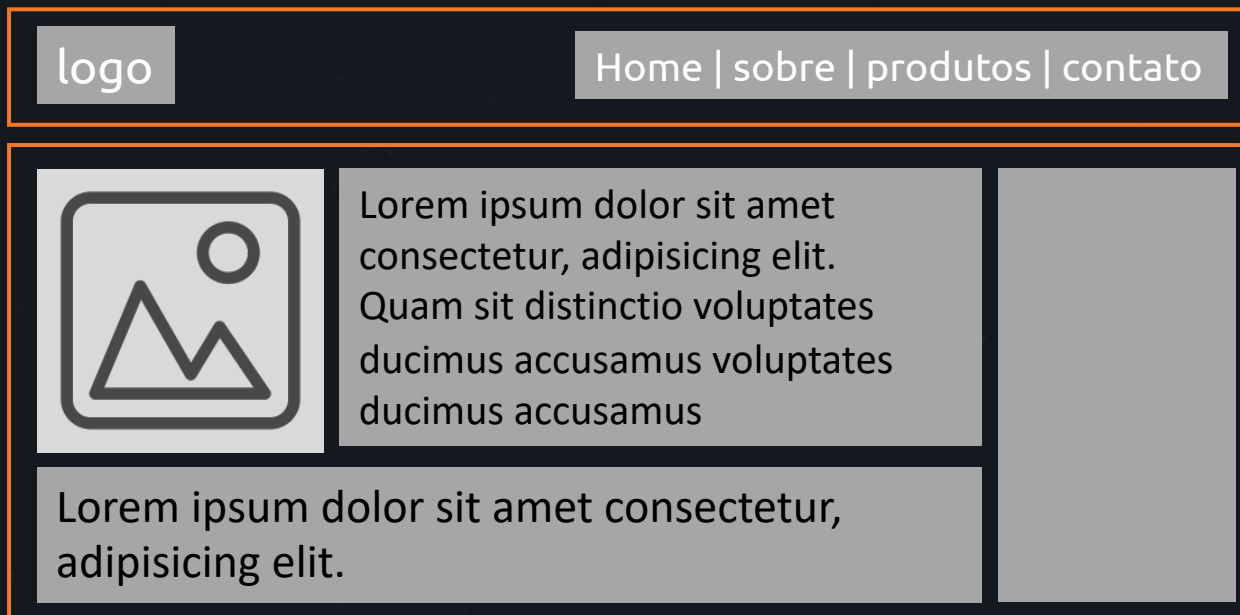 logo
Home | sobre | produtos | contato
Lorem ipsum dolor sit amet
consectetur, adipisicing elit.
Quam sit distinctio voluptates
ducimus accusamus voluptates
ducimus accusamus
Lorem ipsum dolor sit amet consectetur,
adipisicing elit.